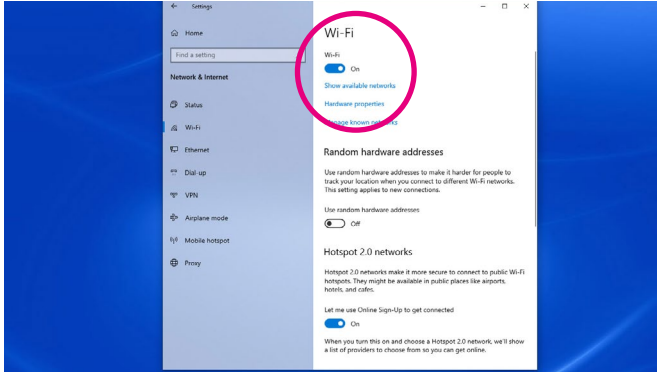 Settings
Home
Find a setting
Network & Internet
Status
Wi-Fi
Ethernet
Dial-up
VPN
Airplane mode
Mobile hotspot
Proxy
Wi-Fi
Wi-Fi
On
Show available networks
Hardware properties
Manage known networks
Random hardware addresses
Use random hardware addresses to make it harder for people to
track your location when you connect to different Wi-Fi networks.
This setting applies to new connections.
Use random hardware addresses
Off
Hotspot 2.0 networks
Hotspot 2.0 networks make it more secure to connect to public Wi-Fi
hotspots. They might be available in public places like airports,
hotels, and cafes.
Let me use Online Sign-Up to get connected
On
When you turn this on and choose a Hotspot 2.0 network, we'll show
a list of providers to choose from so you can get online.